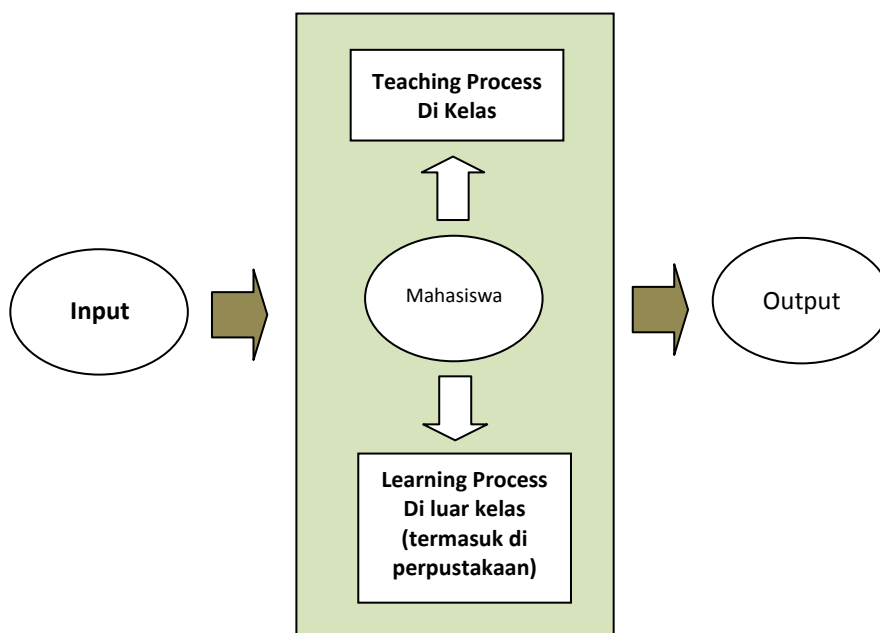 Teaching Process
Di Kelas
Input
Mahasiswa
Output
Learning Process
Di luar kelas
(termasuk di
perpustakaan)